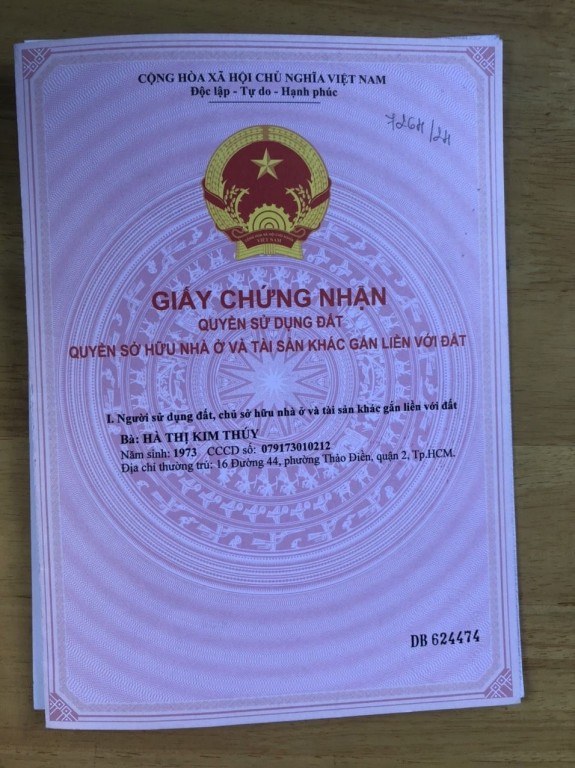 CỘNG HÒA XÃ HỘI CHỦ NGHĨA VIỆT NAM
Độc lập - Tự do - Hạnh phúc
7264/24
VIỆT NAM
GIẤY CHỨNG NHẬN
QUYỀN SỬ DỤNG ĐẤT
QUYỀN SỞ HỮU NHÀ Ở VÀ TÀI SẢN KHÁC GẮN LIỀN VỚI ĐẤT
I. Người sử dụng đất, chủ sở hữu nhà ở và tài sản khác gắn liền với đất
Bà: HÀ THỊ KIM THÚY
Năm sinh: 1973 CCCD số: 079173010212
Địa chỉ thường trú: 16 Đường 44, phường Thảo Điền, quận 2, Tp.HCM.
DB 624474